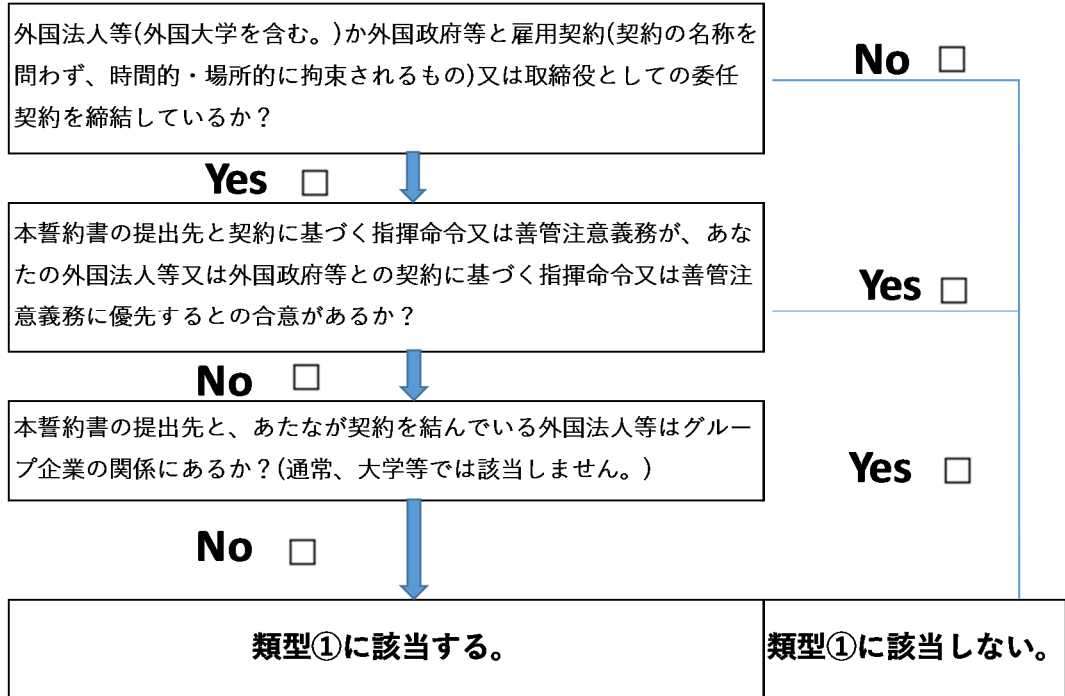 外国法人等(外国大学を含む。)か外国政府等と雇用契約(契約の名称を
問わず、時間的・場所的に拘束されるもの)又は取締役としての委任
契約を締結しているか？
No □
Yes □
本誓約書の提出先と契約に基づく指揮命令又は善管注意義務が、あな
たの外国法人等又は外国政府等との契約に基づく指揮命令又は善管注
意義務に優先するとの合意があるか？
Yes □
No □
本誓約書の提出先と、あたなが契約を結んでいる外国法人等はグルー
プ企業の関係にあるか？(通常、大学等では該当しません。)
Yes □
No □
類型①に該当する。
類型①に該当しない。